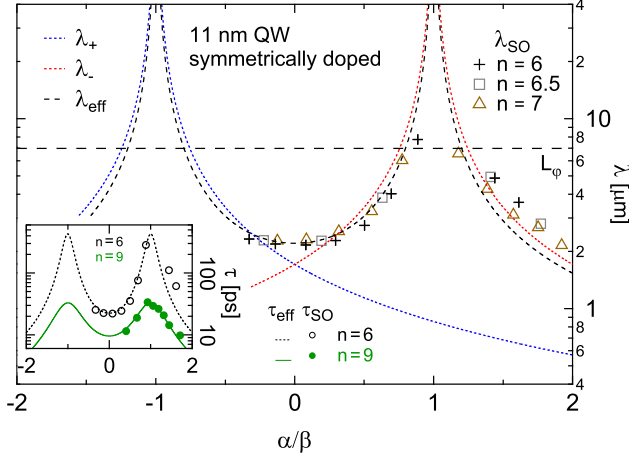 λ+
λ-
λeff
11 nm QW
symmetrically doped
λSO
n = 6
n = 6.5
n = 7
4
2
10
8
6
4
2
1
8
6
4
λ [μm]
Lφ
n = 6
n = 9
100
10
τ [ps]
-2 0 2
τeff τSO
n = 6
n = 9
-2 -1 0 1 2
α/β